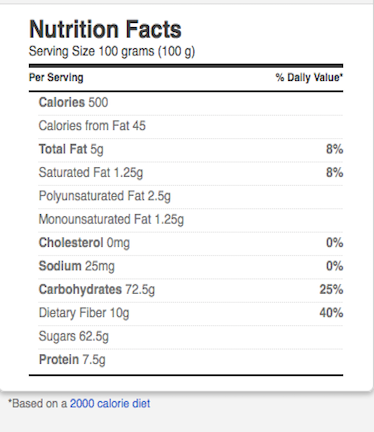 Nutrition Facts
Serving Size 100 grams (100 g)
Per Serving % Daily Value*
Calories 500
Calories from Fat 45
Total Fat 5g 8%
Saturated Fat 1.25g 8%
Polyunsaturated Fat 2.5g
Monounsaturated Fat 1.25g
Cholesterol 0mg 0%
Sodium 25mg 0%
Carbohydrates 72.5g 25%
Dietary Fiber 10g 40%
Sugars 62.5g
Protein 7.5g
*Based on a 2000 calorie diet